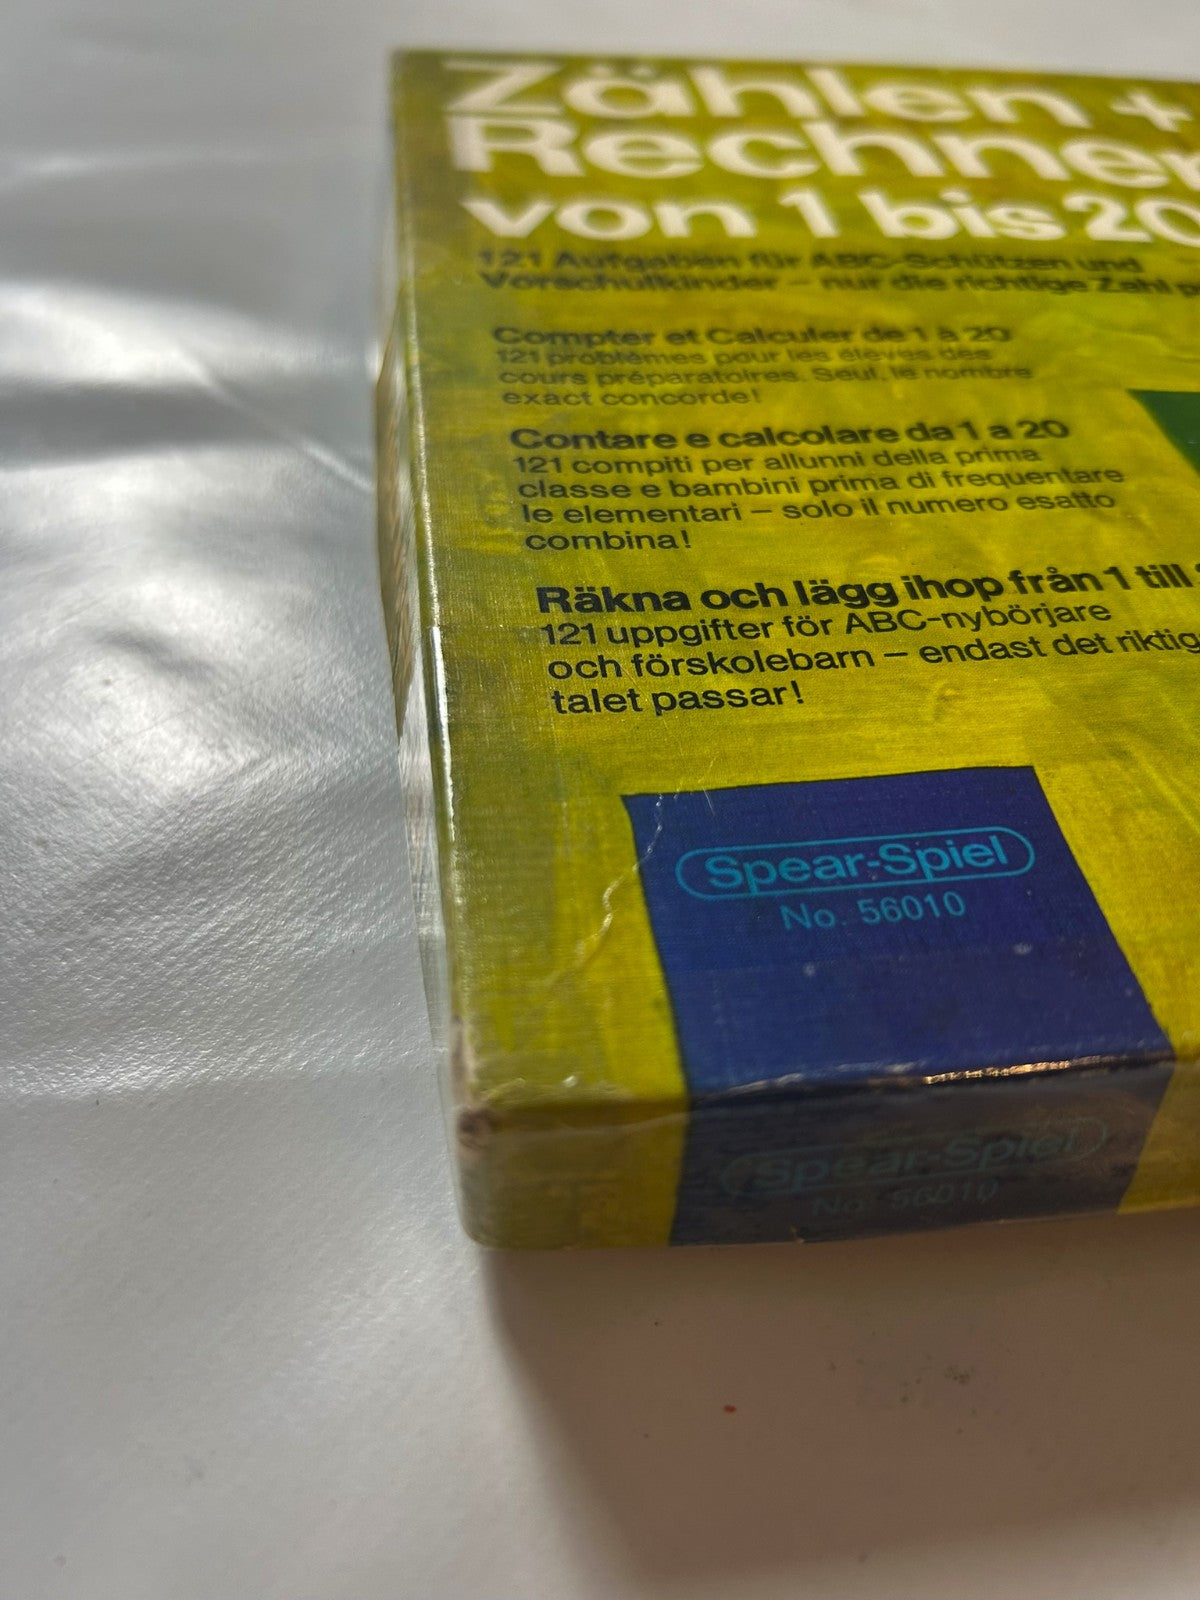 Zählen +
Rechnen
von 1 bis 20
121 Aufgaben für ABC-Schützen und
Vorschulkinder – nur die richtige Zahl
Compter et Calculer de 1 à 20
121 problèmes pour les élèves des
cours préparatoires. Seul, le nombre
exact concorde!
Contare e calcolare da 1 a 20
121 compiti per allunni della prima
classe e bambini prima di frequentare
le elementari – solo il numero esatto
combina!
Räkna och lägg ihop från 1 till
121 uppgifter för ABC-nybörjare
och förskolebarn – endast det riktig
talet passar!
Spear-Spiel
No. 56010
Spear-Spiel
No. 56010